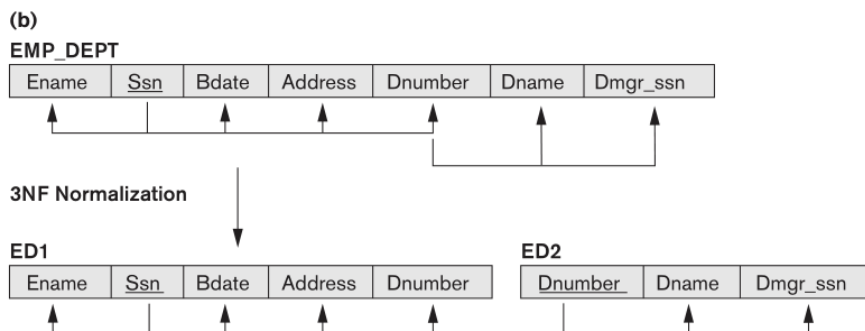 (b)
EMP_DEPT
Ename Ssn Bdate Address Dnumber Dname Dmgr_ssn
3NF Normalization
ED1 ED2
Ename Ssn Bdate Address Dnumber Dnumber Dname Dmgr_ssn